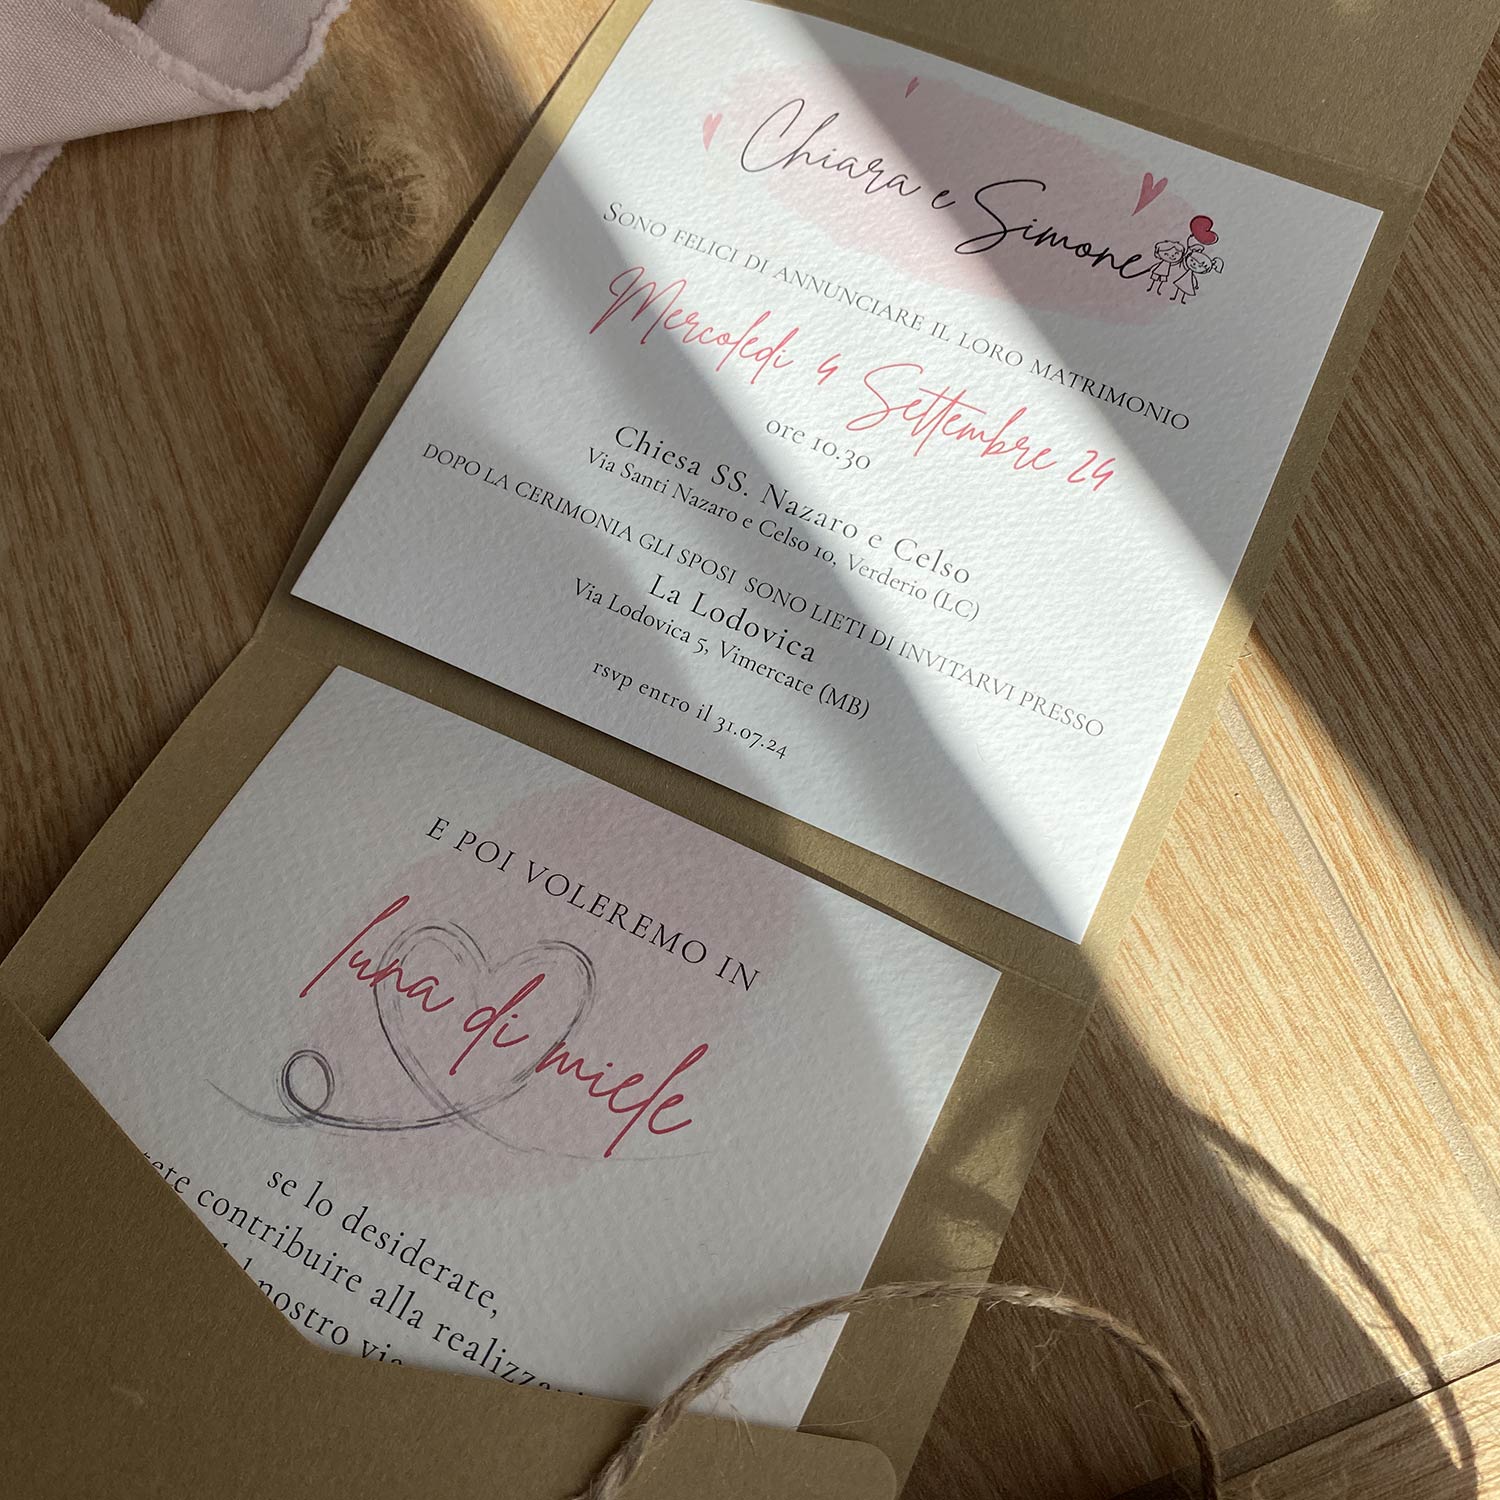 Chiara e Simone
Sono felici di annunciare il loro matrimonio
Mercoledi 4 Settembre 24
ore 10.30
Chiesa SS. Nazaro e Celso
Via Santi Nazaro e Celso 10, Verderio (LC)
DOPO LA CERIMONIA GLI SPOSI SONO LIETI DI INVITARVI PRESSO
La Lodovica
Via Lodovica 5, Vimercate (MB)
rsvp entro il 31.07.24
E POI VOLEREMO IN
luna di miele
se lo desiderate,
contribuire alla
nostro